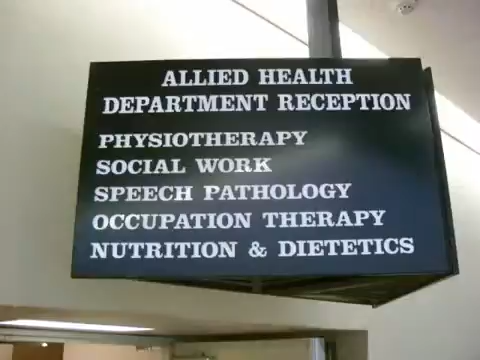 ALLIED HEALTH
DEPARTMENT RECEPTION
PHYSIOTHERAPY
SOCIAL WORK
SPEECH PATHOLOGY
OCCUPATION THERAPY
NUTRITION & DIETETICS